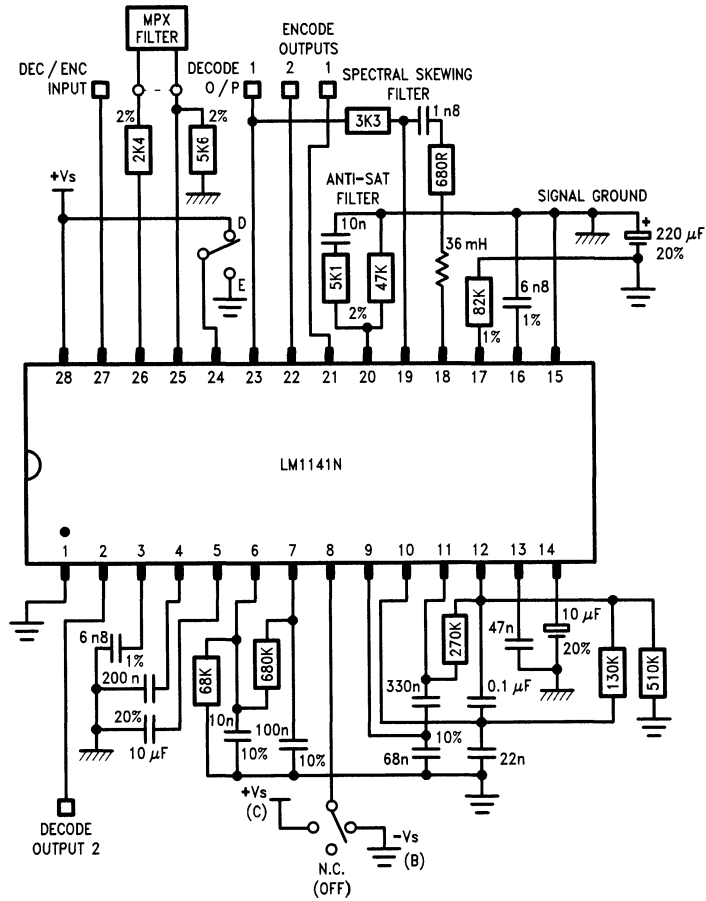 MPX
FILTER
DEC / ENC
INPUT
DECODE
O / P
1
ENCODE
OUTPUTS
2
1
SPECTRAL SKEWING
FILTER
1 n8
3K3
2%
2K4
2%
5K6
680R
+Vs
D
E
ANTI-SAT
FILTER
10n
5K1
47K
2%
36 mH
SIGNAL GROUND
+
220 µF
20%
82K
1%
6 n8
1%
28 27 26 25 24 23 22 21 20 19 18 17 16 15
LM1141N
1 2 3 4 5 6 7 8 9 10 11 12 13 14
6 n8
1%
200 n
20%
10 µF
68K
680K
10n
10%
100n
10%
270K
330n
0.1 µF
10%
68n
22n
47n
10 µF
20%
130K
510K
DECODE
OUTPUT 2
+Vs
(C)
-Vs
(B)
N.C.
(OFF)